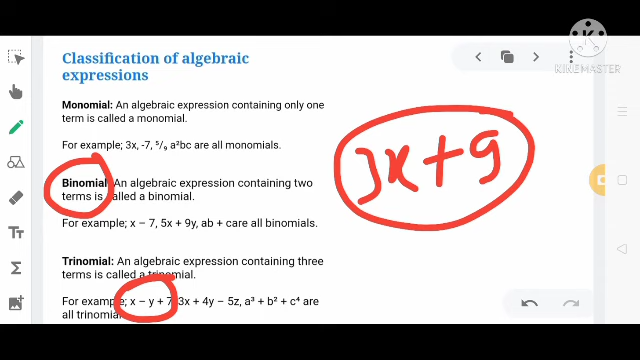 Classification of algebraic
expressions
KINEMASTER
Monomial: An algebraic expression containing only one
term is called a monomial.
For example; 3x, -7, ⁵/₉ a²bc are all monomials.
3x + 9
Binomial: An algebraic expression containing two
terms is called a binomial.
For example; x − 7, 5x + 9y, ab + care all binomials.
Trinomial: An algebraic expression containing three
terms is called a trinomial.
For example; x − y + 7, 3x + 4y − 5z, a³ + b² + c⁴ are
all trinomial